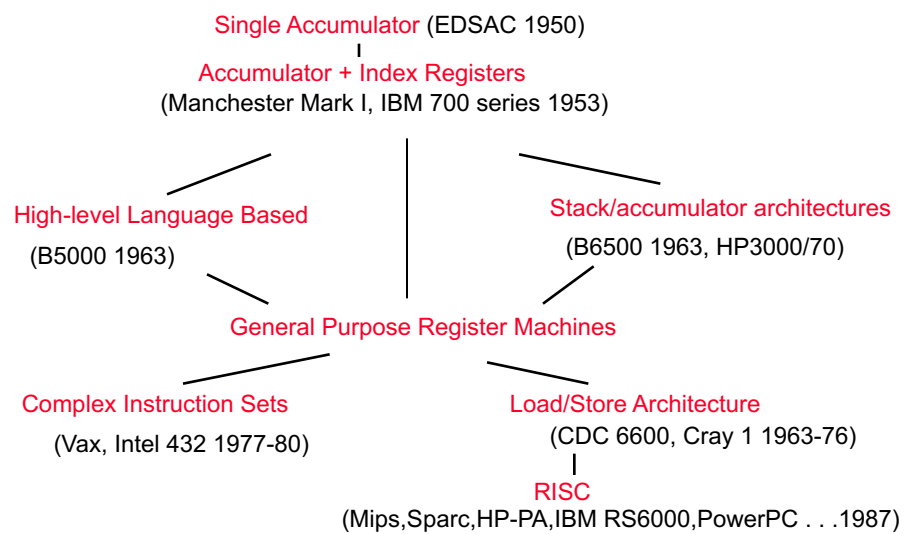 Single Accumulator (EDSAC 1950)
Accumulator + Index Registers
(Manchester Mark I, IBM 700 series 1953)
High-level Language Based
(B5000 1963)
Stack/accumulator architectures
(B6500 1963, HP3000/70)
General Purpose Register Machines
Complex Instruction Sets
(Vax, Intel 432 1977-80)
Load/Store Architecture
(CDC 6600, Cray 1 1963-76)
RISC
(Mips,Sparc,HP-PA,IBM RS6000,PowerPC . . .1987)